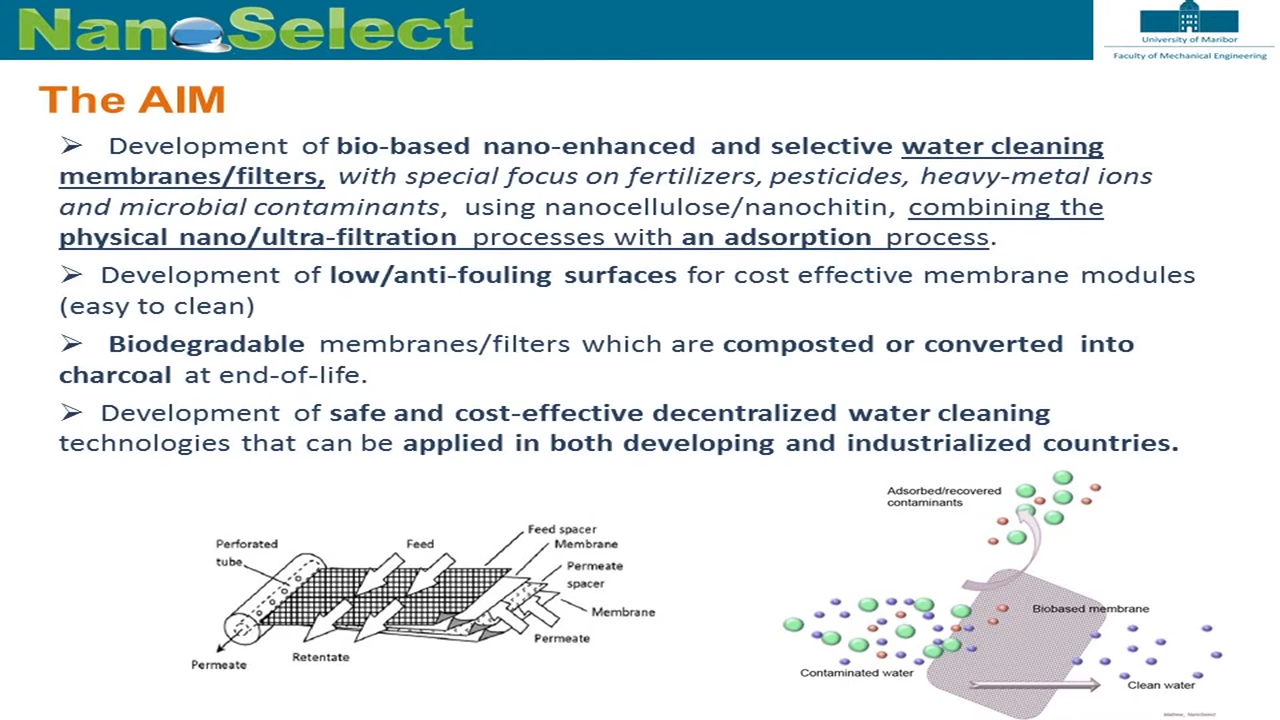 NanoSelect
University of Maribor
Faculty of Mechanical Engineering
The AIM
➢ Development of bio-based nano-enhanced and selective water cleaning
membranes/filters, with special focus on fertilizers, pesticides, heavy-metal ions
and microbial contaminants, using nanocellulose/nanochitin, combining the
physical nano/ultra-filtration processes with an adsorption process.
➢ Development of low/anti-fouling surfaces for cost effective membrane modules
(easy to clean)
➢ Biodegradable membranes/filters which are composted or converted into
charcoal at end-of-life.
➢ Development of safe and cost-effective decentralized water cleaning
technologies that can be applied in both developing and industrialized countries.
Perforated
tube
Feed
Feed spacer
Membrane
Permeate
spacer
Membrane
Permeate
Retentate
Permeate
Adsorbed/recovered
contaminants
Biobased membrane
Contaminated water
Clean water